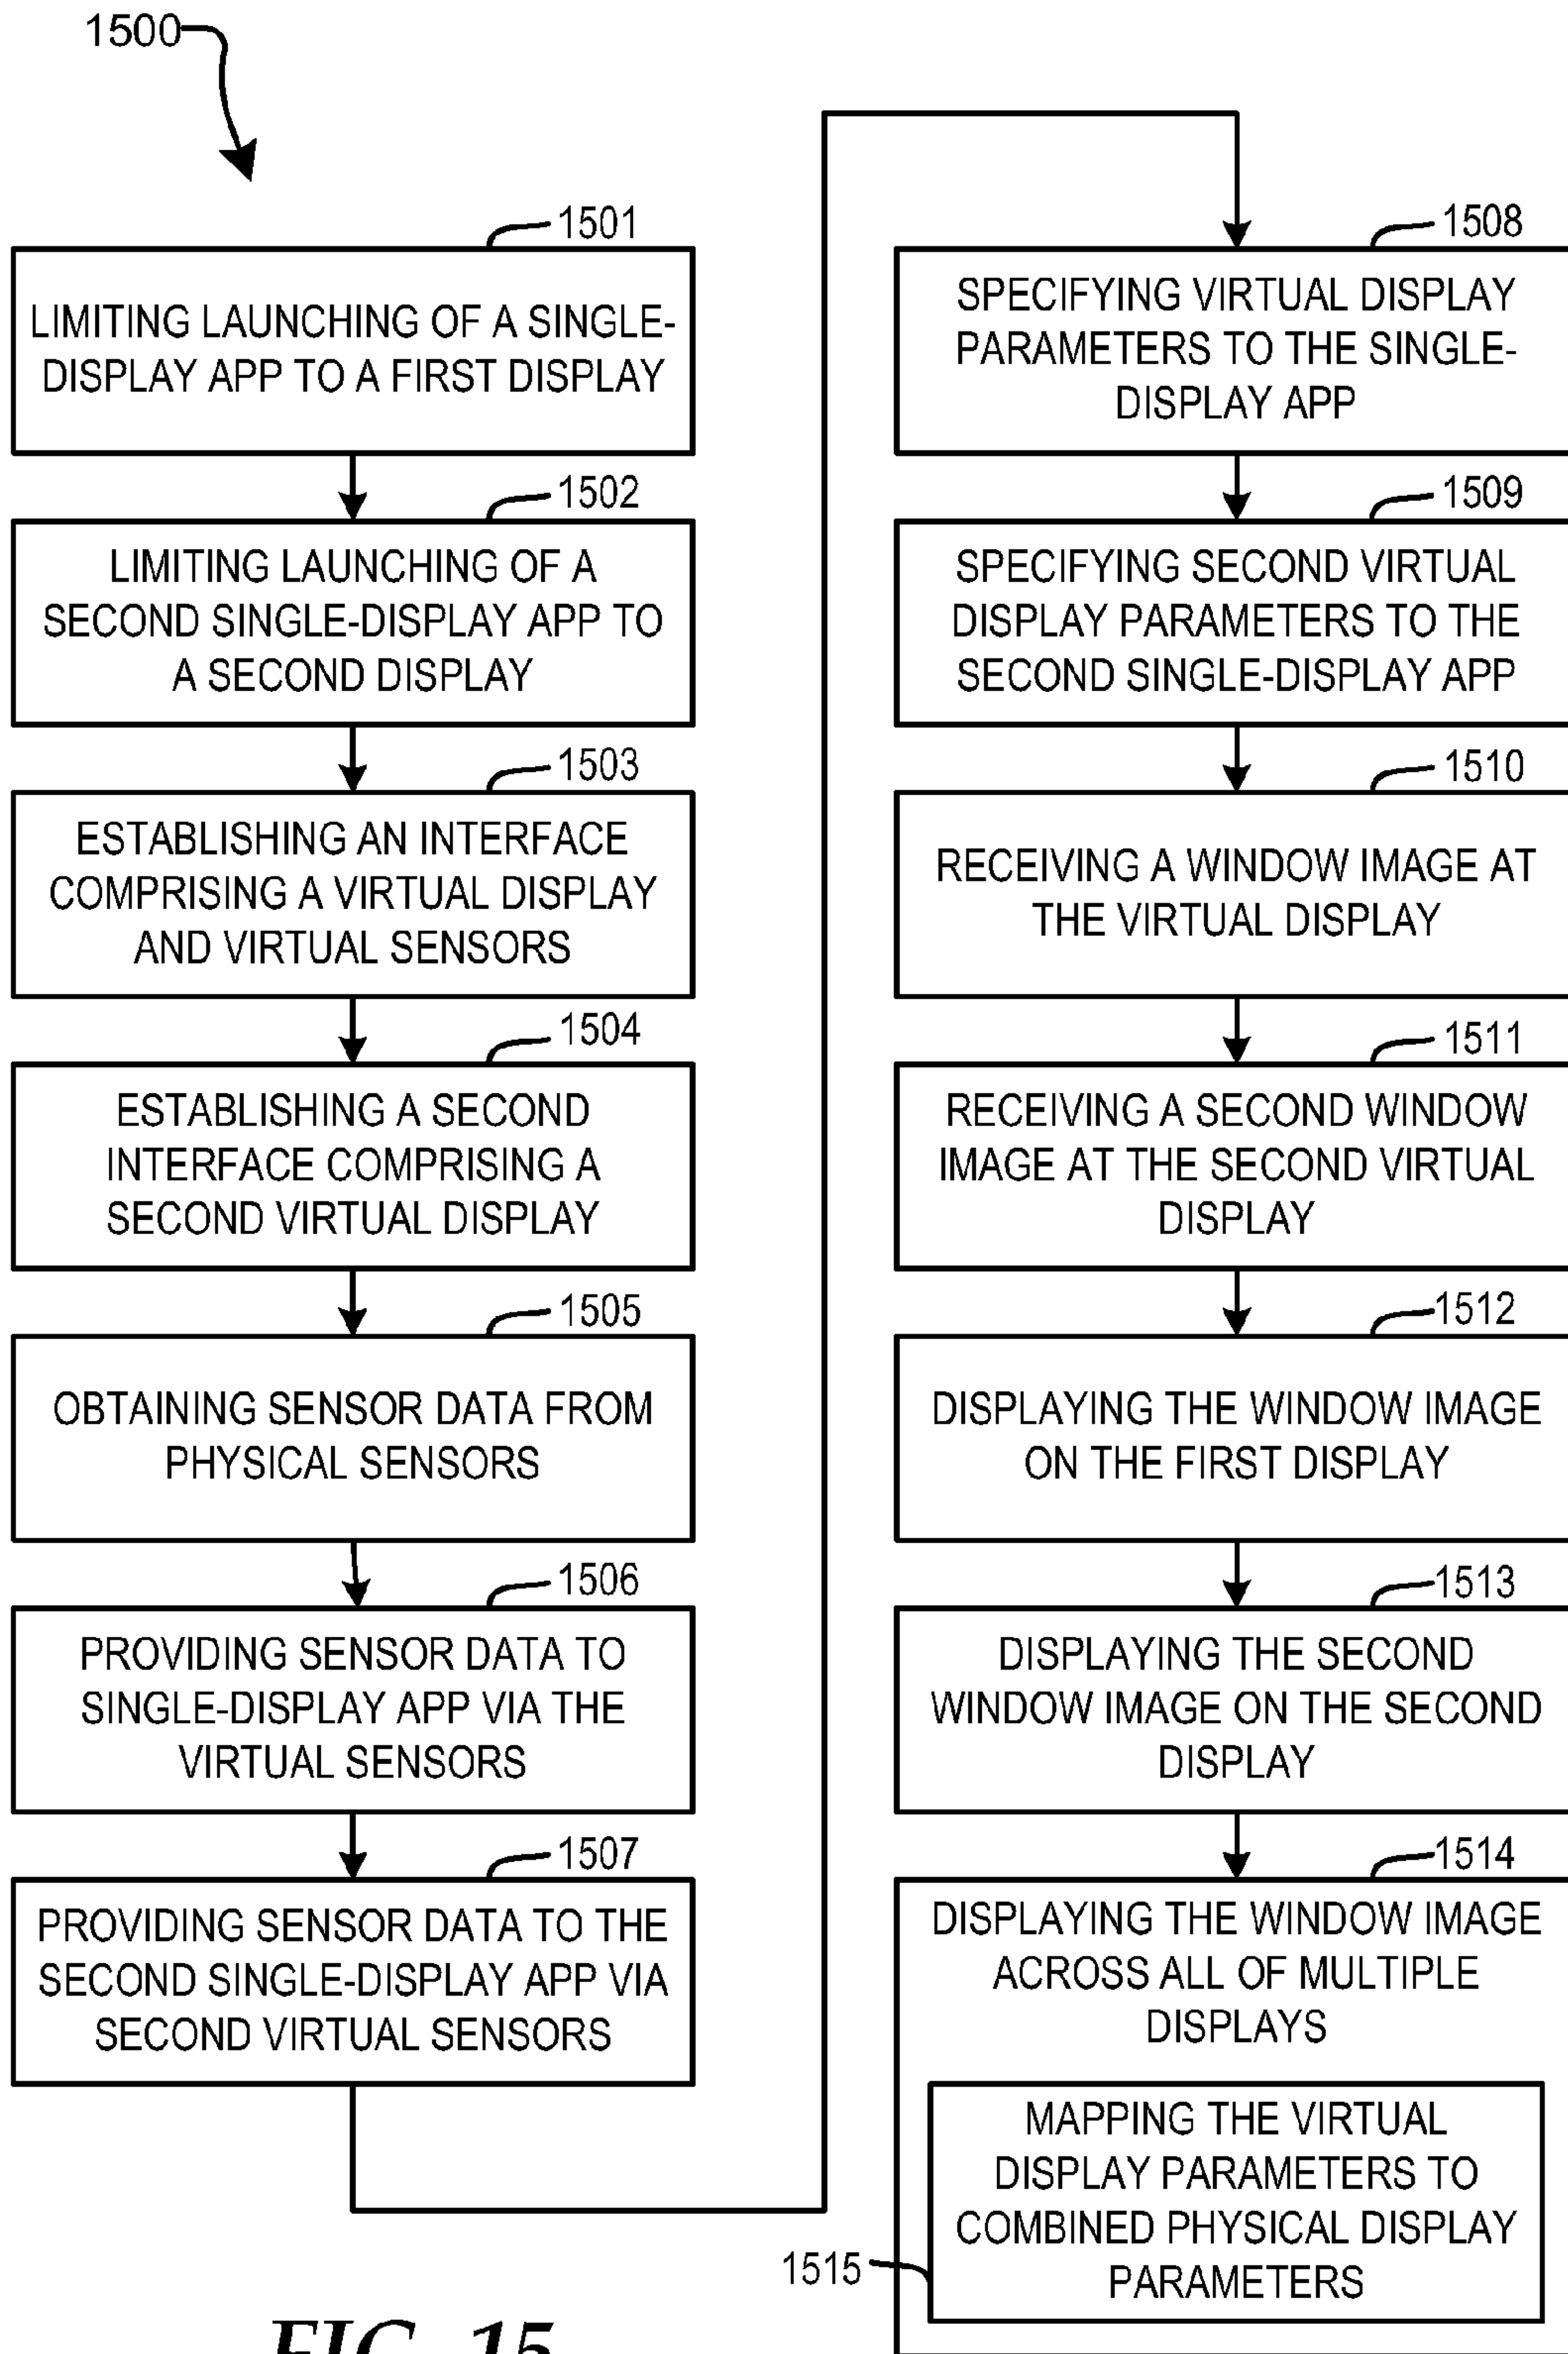 1500
1501
LIMITING LAUNCHING OF A SINGLE-
DISPLAY APP TO A FIRST DISPLAY
1502
LIMITING LAUNCHING OF A
SECOND SINGLE-DISPLAY APP TO
A SECOND DISPLAY
1503
ESTABLISHING AN INTERFACE
COMPRISING A VIRTUAL DISPLAY
AND VIRTUAL SENSORS
1504
ESTABLISHING A SECOND
INTERFACE COMPRISING A
SECOND VIRTUAL DISPLAY
1505
OBTAINING SENSOR DATA FROM
PHYSICAL SENSORS
1506
PROVIDING SENSOR DATA TO
SINGLE-DISPLAY APP VIA THE
VIRTUAL SENSORS
1507
PROVIDING SENSOR DATA TO THE
SECOND SINGLE-DISPLAY APP VIA
SECOND VIRTUAL SENSORS
1508
SPECIFYING VIRTUAL DISPLAY
PARAMETERS TO THE SINGLE-
DISPLAY APP
1509
SPECIFYING SECOND VIRTUAL
DISPLAY PARAMETERS TO THE
SECOND SINGLE-DISPLAY APP
1510
RECEIVING A WINDOW IMAGE AT
THE VIRTUAL DISPLAY
1511
RECEIVING A SECOND WINDOW
IMAGE AT THE SECOND VIRTUAL
DISPLAY
1512
DISPLAYING THE WINDOW IMAGE
ON THE FIRST DISPLAY
1513
DISPLAYING THE SECOND
WINDOW IMAGE ON THE SECOND
DISPLAY
1514
DISPLAYING THE WINDOW IMAGE
ACROSS ALL OF MULTIPLE
DISPLAYS
MAPPING THE VIRTUAL
DISPLAY PARAMETERS TO
COMBINED PHYSICAL DISPLAY
PARAMETERS
1515
FIG. 15